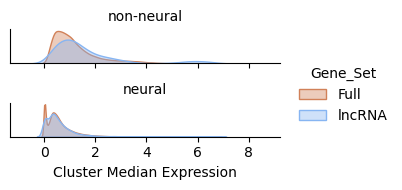 non-neural
neural
Gene_Set
Full
lncRNA
0 2 4 6 8
Cluster Median Expression